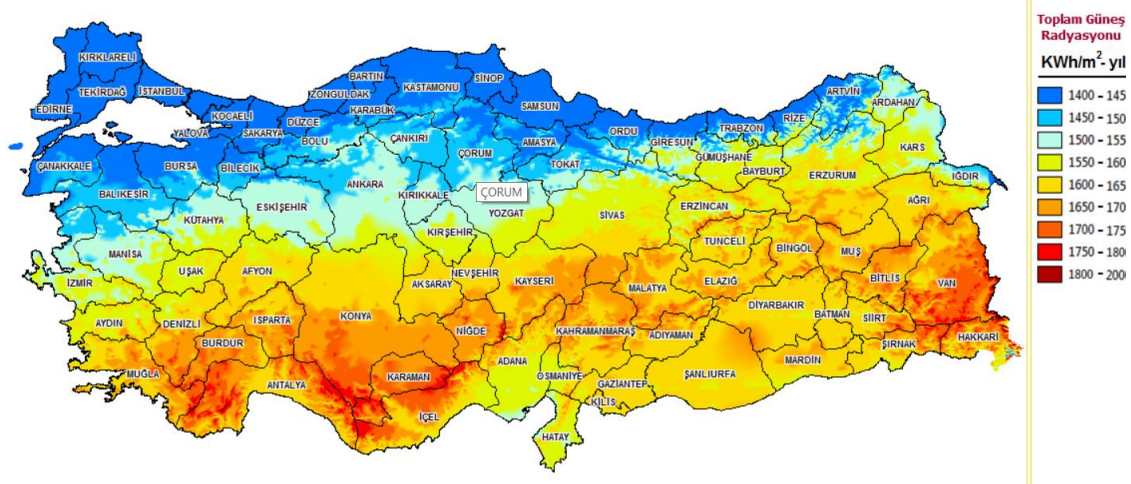 Toplam Güneş
Radyasyonu
KWh/m²- yıl
1400 - 145
1450 - 150
1500 - 155
1550 - 160
1600 - 165
1650 - 170
1700 - 175
1750 - 180
1800 - 200
KIRKLARELİ
TEKİRDAĞ
İSTANBUL
EDİRNE
KOCAELİ
YALOVA
SAKARYA
DÜZCE
ZONGULDAK
BARTIN
KARABÜK
KASTAMONU
SİNOP
SAMSUN
ORDU
GİRESUN
TRABZON
RİZE
ARTVİN
ARDAHAN
ÇANAKKALE
BURSA
BİLECİK
BOLU
ÇANKIRI
ÇORUM
AMASYA
TOKAT
GÜMÜŞHANE
BAYBURT
ERZURUM
KARS
IĞDIR
BALIKESİR
KÜTAHYA
ESKİŞEHİR
ANKARA
KIRIKKALE
ÇORUM
YOZGAT
SİVAS
ERZİNCAN
AĞRI
MANİSA
UŞAK
AFYON
KIRŞEHİR
TUNCELİ
BİNGÖL
MUŞ
İZMİR
AKSARAY
NEVŞEHİR
KAYSERİ
MALATYA
ELAZIĞ
BİTLİS
VAN
AYDIN
DENİZLİ
ISPARTA
KONYA
NİĞDE
KAHRAMANMARAŞ
ADIYAMAN
DİYARBAKIR
BATMAN
SİİRT
BURDUR
ŞIRNAK
HAKKARİ
MUĞLA
ANTALYA
KARAMAN
ADANA
OSMANİYE
GAZİANTEP
ŞANLIURFA
MARDİN
İÇEL
KİLİS
HATAY